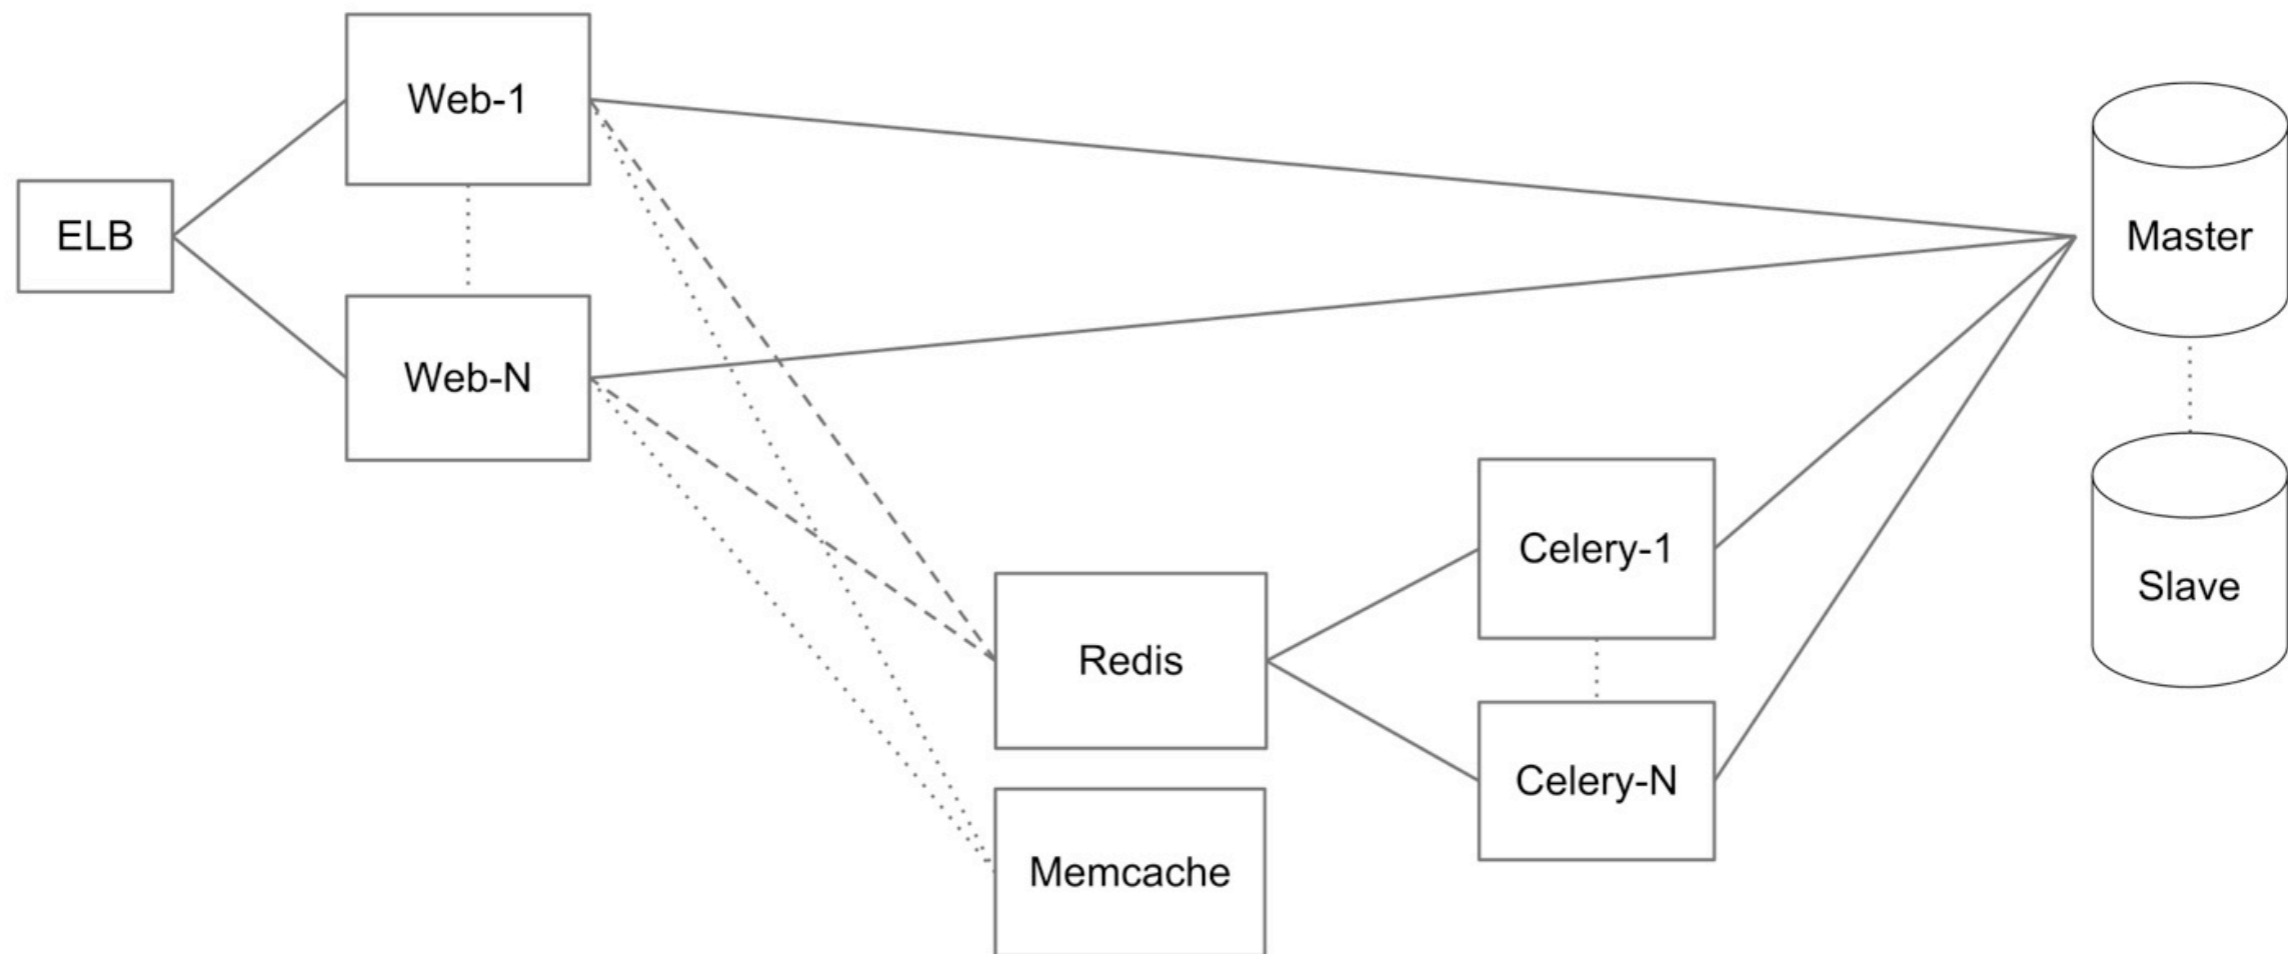 Web-1
ELB
Web-N
Master
Slave
Celery-1
Redis
Celery-N
Memcache